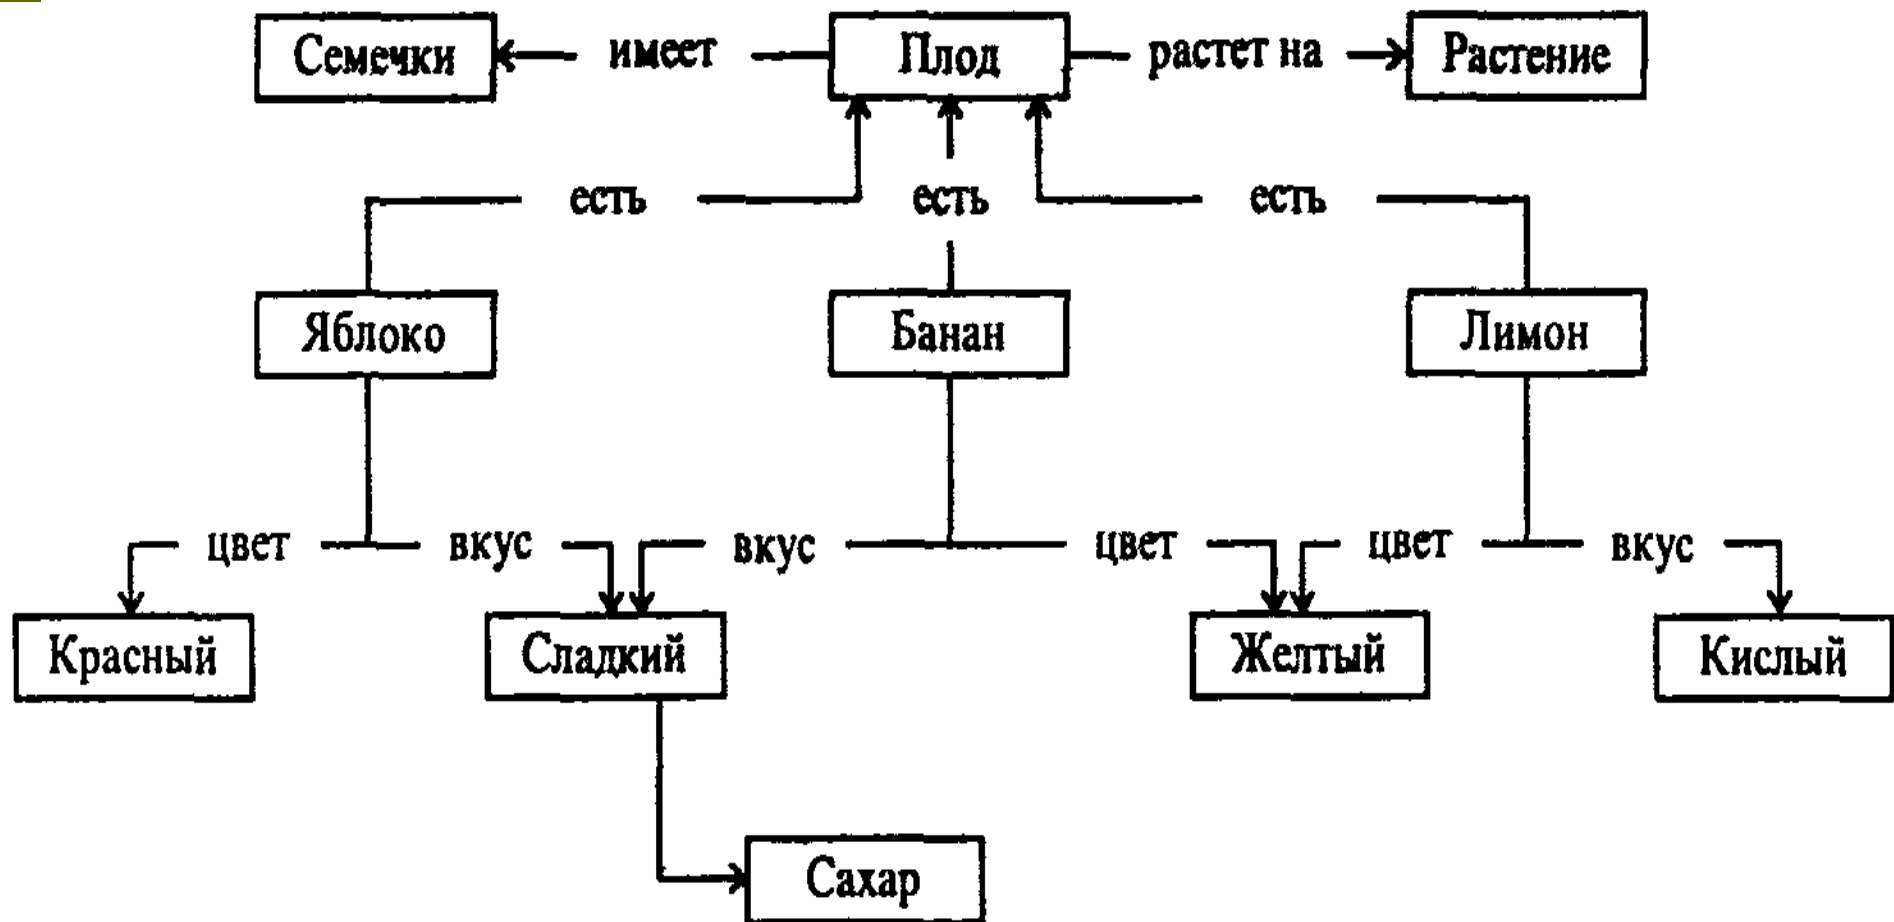 Семечки имеет Плод растет на Растение
есть есть есть
Яблоко Банан Лимон
цвет вкус вкус цвет цвет вкус
Красный Сладкий Желтый Кислый
Сахар